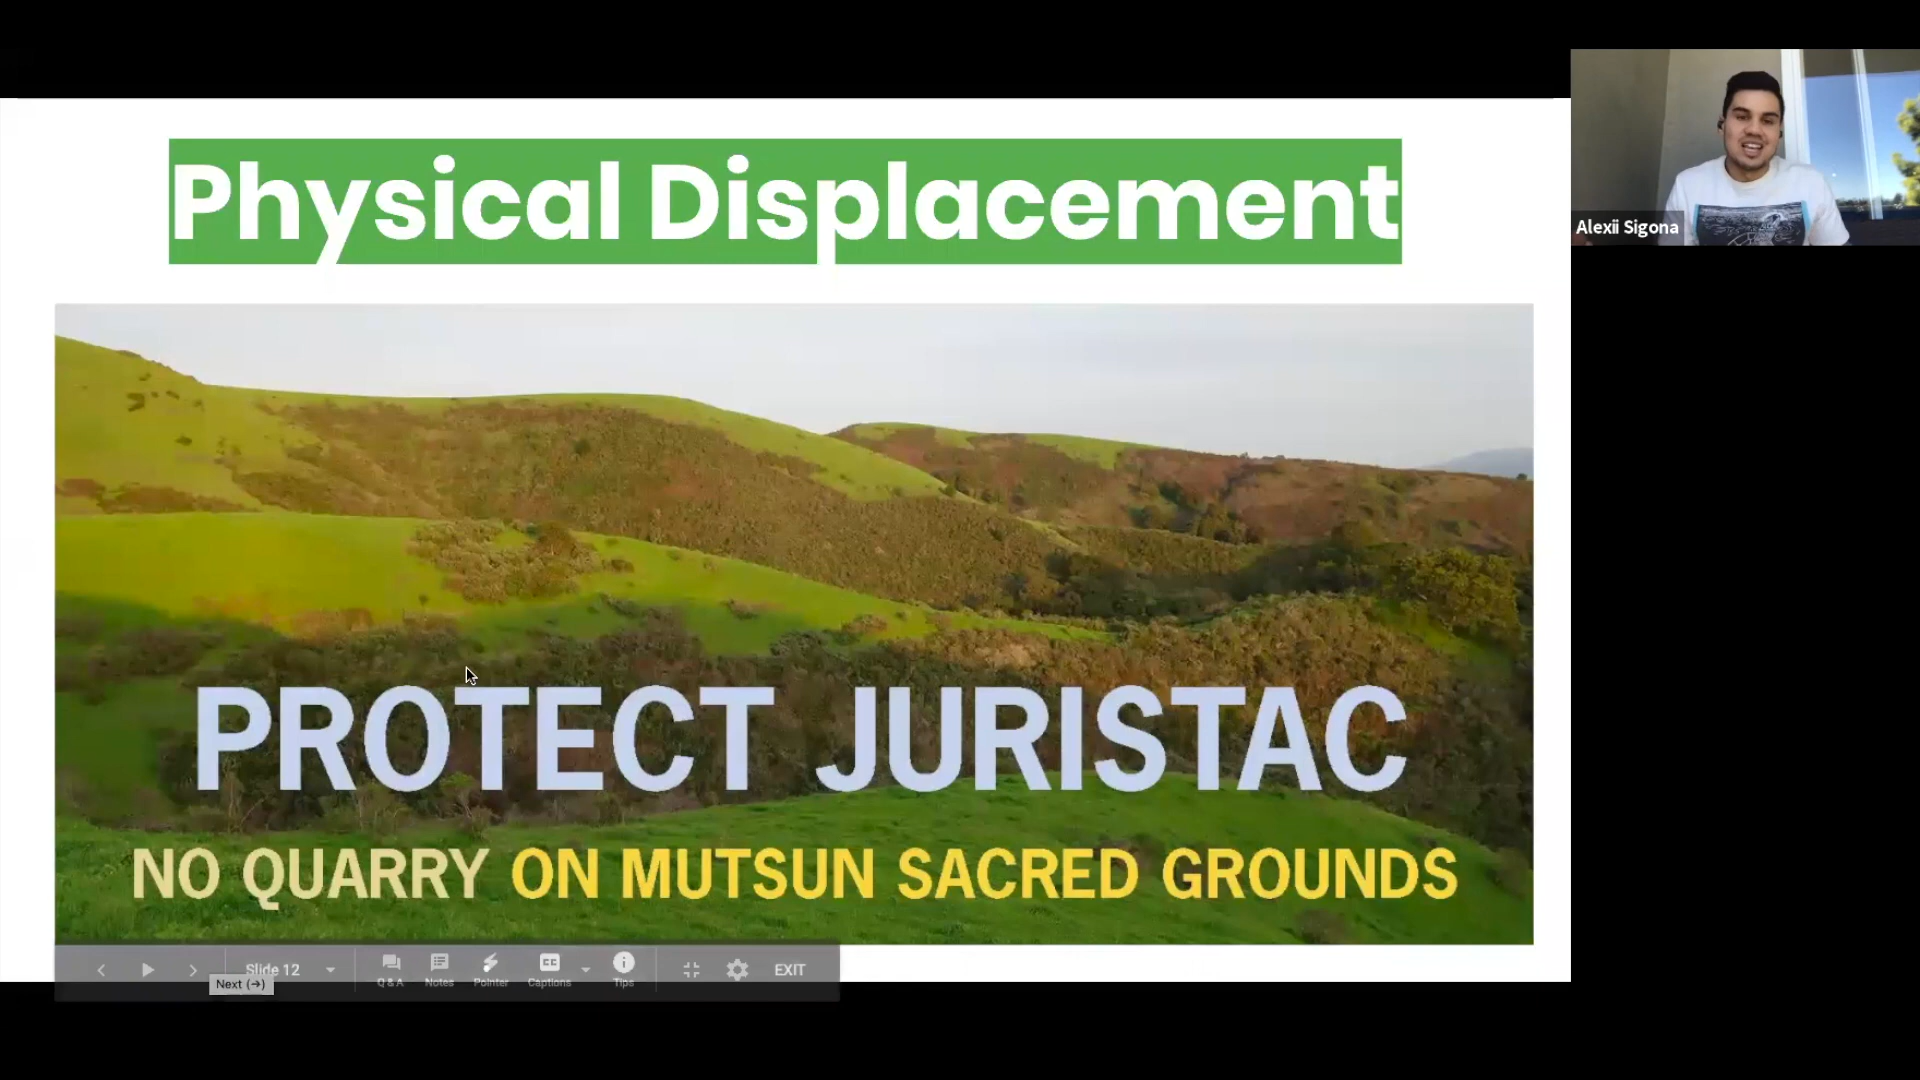 Physical Displacement
Alexii Sigona
PROTECT JURISTAC
NO QUARRY ON MUTSUN SACRED GROUNDS
Slide 12
Q & A
Notes
Pointer
CC
Captions
Tips
EXIT
Next (→)